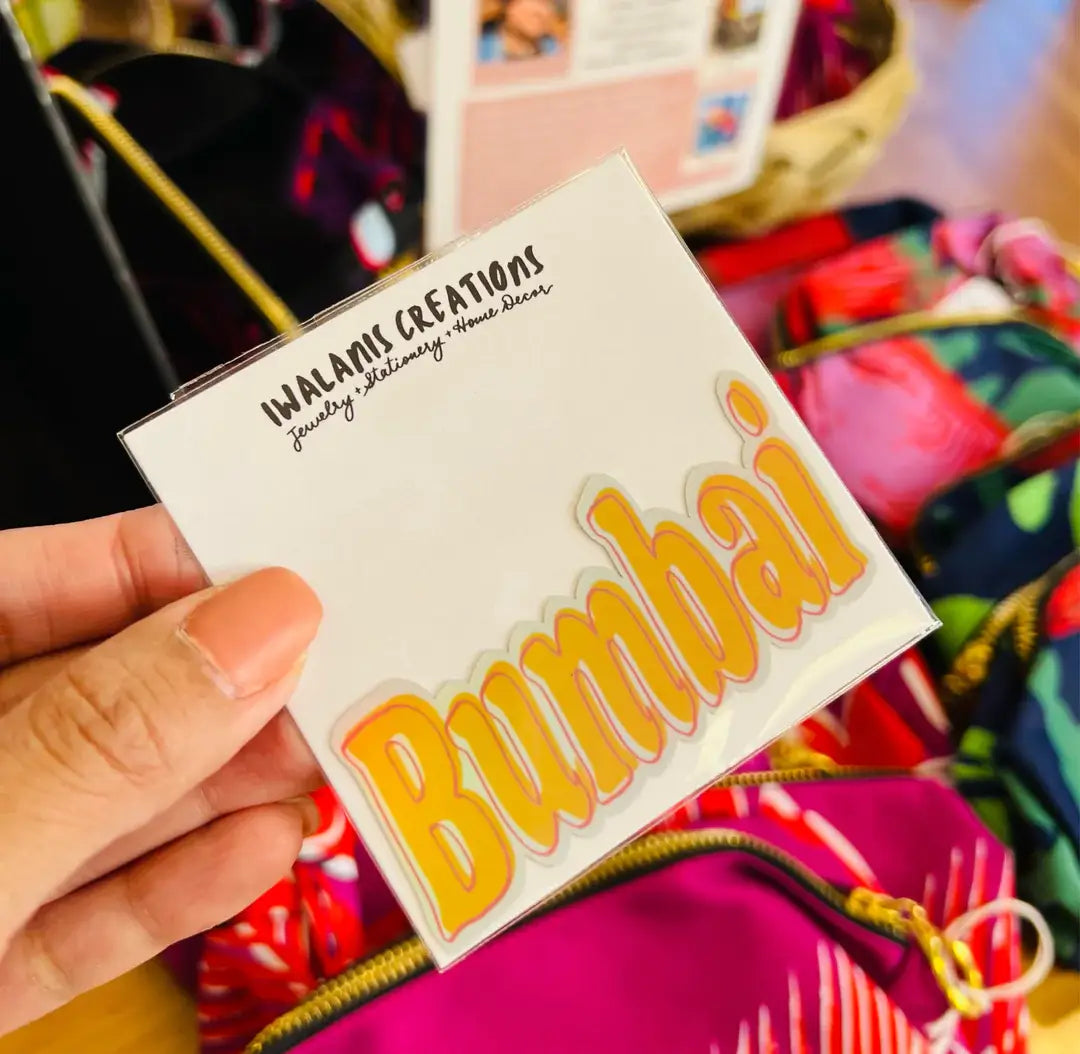 IWALANIS CREATIONS
Jewelry + Stationery + Home Decor
Bumbai